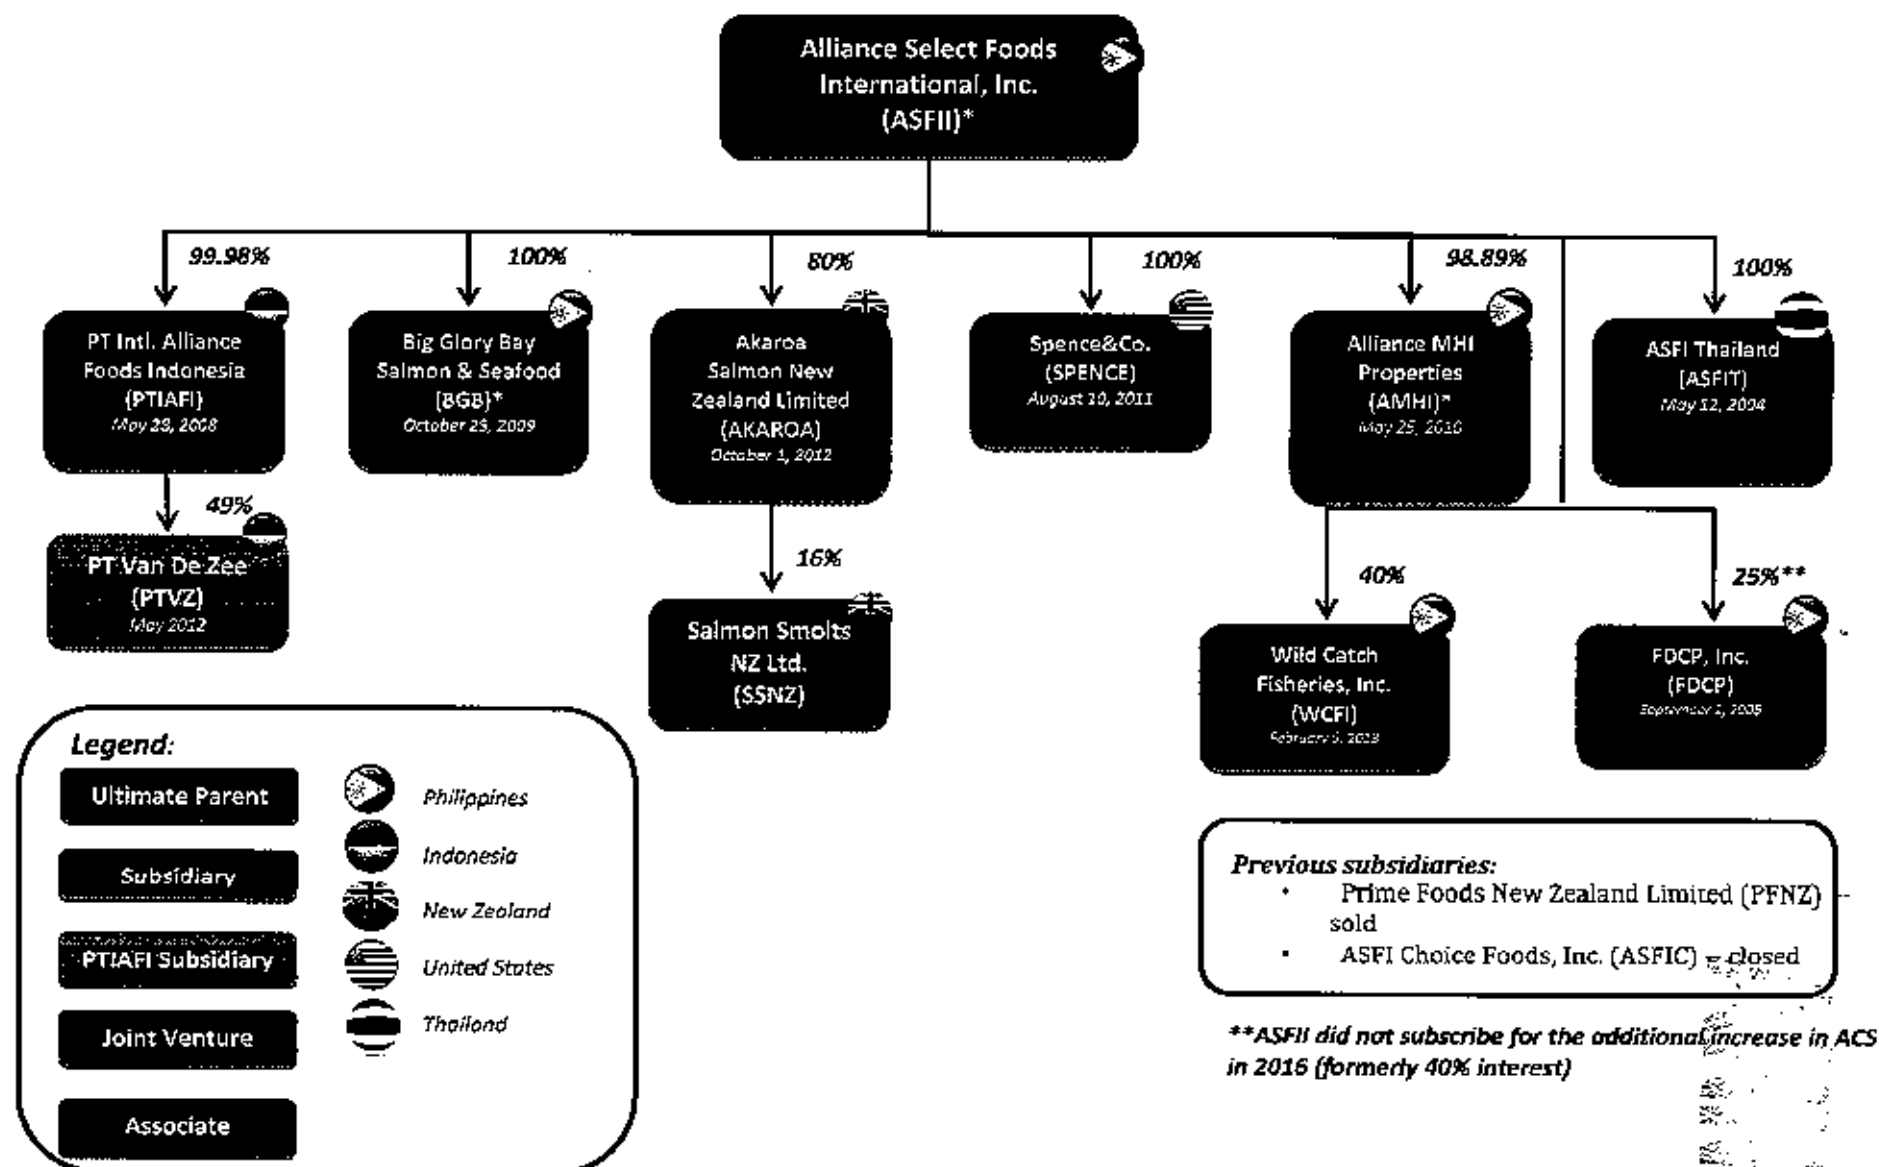 Alliance Select Foods
International, Inc.
(ASFII)*
99.98%
100%
80%
100%
98.89%
100%
PT Intl. Alliance
Foods Indonesia
(PTIAFI)
May 28, 2008
Big Glory Bay
Salmon & Seafood
(BGB)*
October 29, 2009
Akaroa
Salmon New
Zealand Limited
(AKAROA)
October 1, 2012
Spence&Co.
(SPENCE)
August 10, 2011
Alliance MHI
Properties
(AMHI)*
May 25, 2010
ASFI Thailand
(ASFIT)
May 12, 2004
49%
PT Van De Zee
(PTVZ)
May 2012
16%
Salmon Smolts
NZ Ltd.
(SSNZ)
40%
Wild Catch
Fisheries, Inc.
(WCFI)
February 2013
25%**
FDCP, Inc.
(FDCP)
September
Legend:
Ultimate Parent
Subsidiary
PTIAFI Subsidiary
Joint Venture
Associate
Philippines
Indonesia
New Zealand
United States
Thailand
Previous subsidiaries:
• Prime Foods New Zealand Limited (PFNZ) –
sold
• ASFI Choice Foods, Inc. (ASFIC) – closed
**ASFII did not subscribe for the additional increase in ACS
in 2016 (formerly 40% interest)